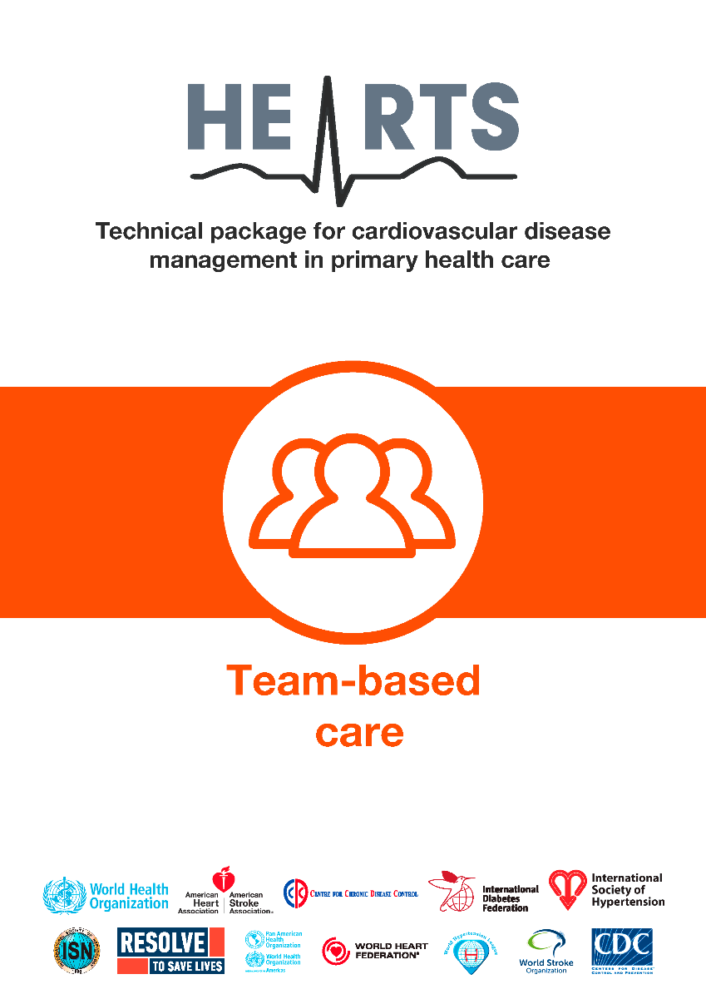 HEARTS
Technical package for cardiovascular disease
management in primary health care
Team-based
care
World Health
Organization
American
Heart
Association
American
Stroke
Association®
CENTRE FOR CHRONIC DISEASE CONTROL
International
Diabetes
Federation
International
Society of
Hypertension
ISN
RESOLVE
TO SAVE LIVES
Pan American
Health
Organization
World Health
Organization
Americas
WORLD HEART
FEDERATION®
World Hypertension League
World Stroke
Organization
CDC
CENTERS FOR DISEASE
CONTROL AND PREVENTION